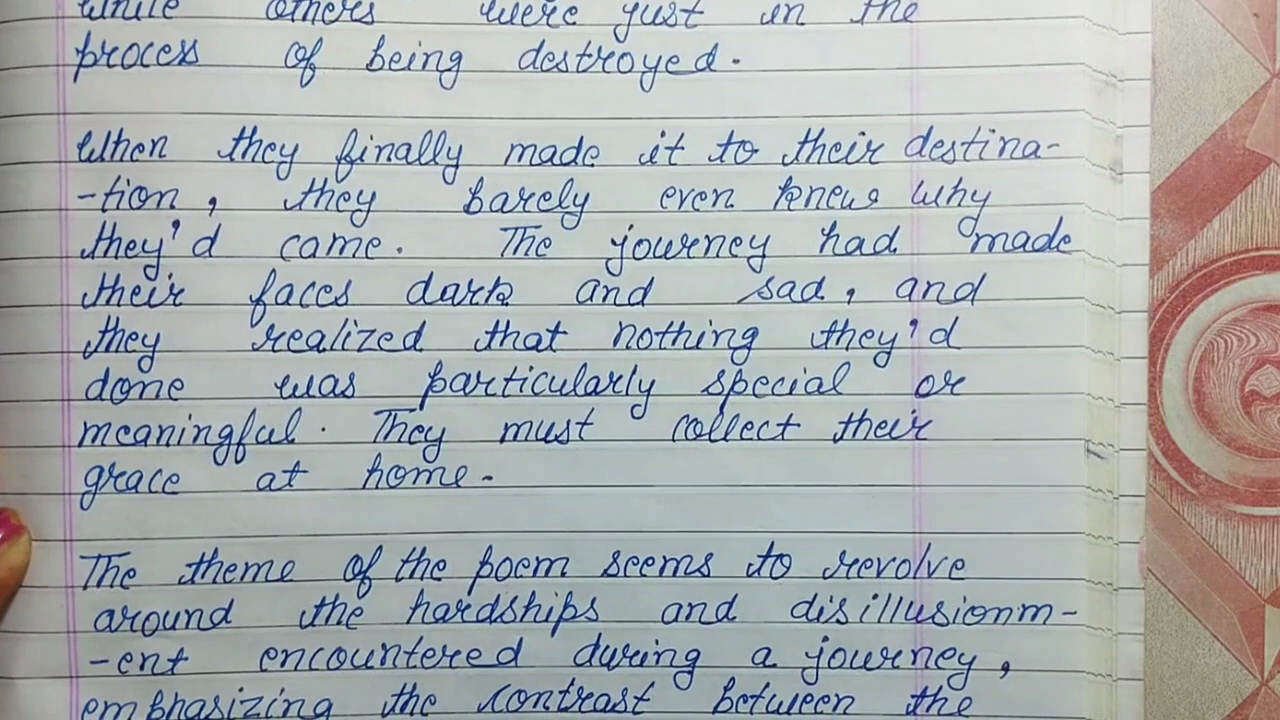 while others were just in the
process of being destroyed.
When they finally made it to their destina-
-tion, they barely even knew why
they'd came. The journey had made
their faces dark and sad, and
they realized that nothing they'd
done was particularly special or
meaningful. They must collect their
grace at home.
The theme of the poem seems to revolve
around the hardships and disillusionm-
-ent encountered during a journey,
emphasizing the contrast between the